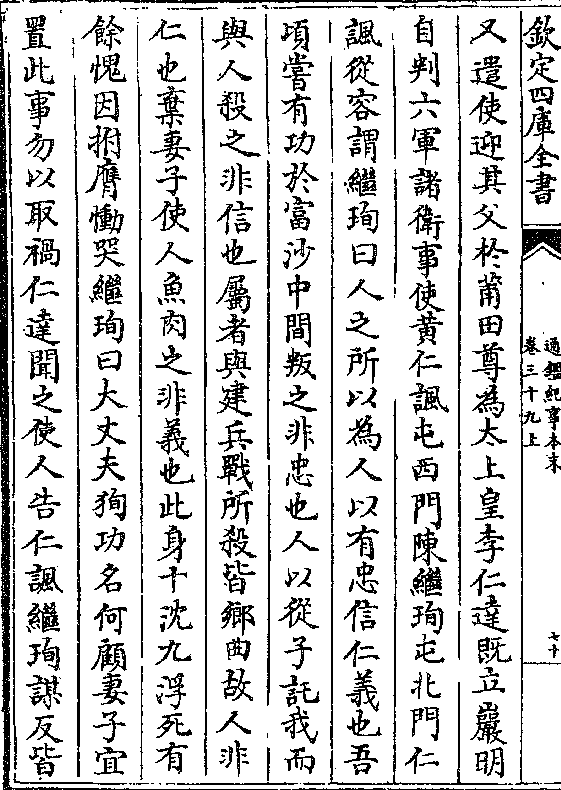 欽定四庫全書
通鑑紀事本末
卷三十九上
七十
又遣使迎其父於莆田尊為太上皇李仁達既立巖明
自判六軍諸衛事使黃仁諷屯西門陳繼珣屯北門仁
諷從容謂繼珣曰人之所以為人以有忠信仁義也吾
頃嘗有功於富沙中間叛之非忠也人以從子託我而
與人殺之非信也屬者與建兵戰所殺皆鄉曲故人非
仁也棄妻子使人魚肉之非義也此身十沈九浮死有
餘愧因拊膺慟哭繼珣曰大丈夫狥功名何顧妻子宜
置此事勿以取禍仁達聞之使人告仁諷繼珣謀反皆